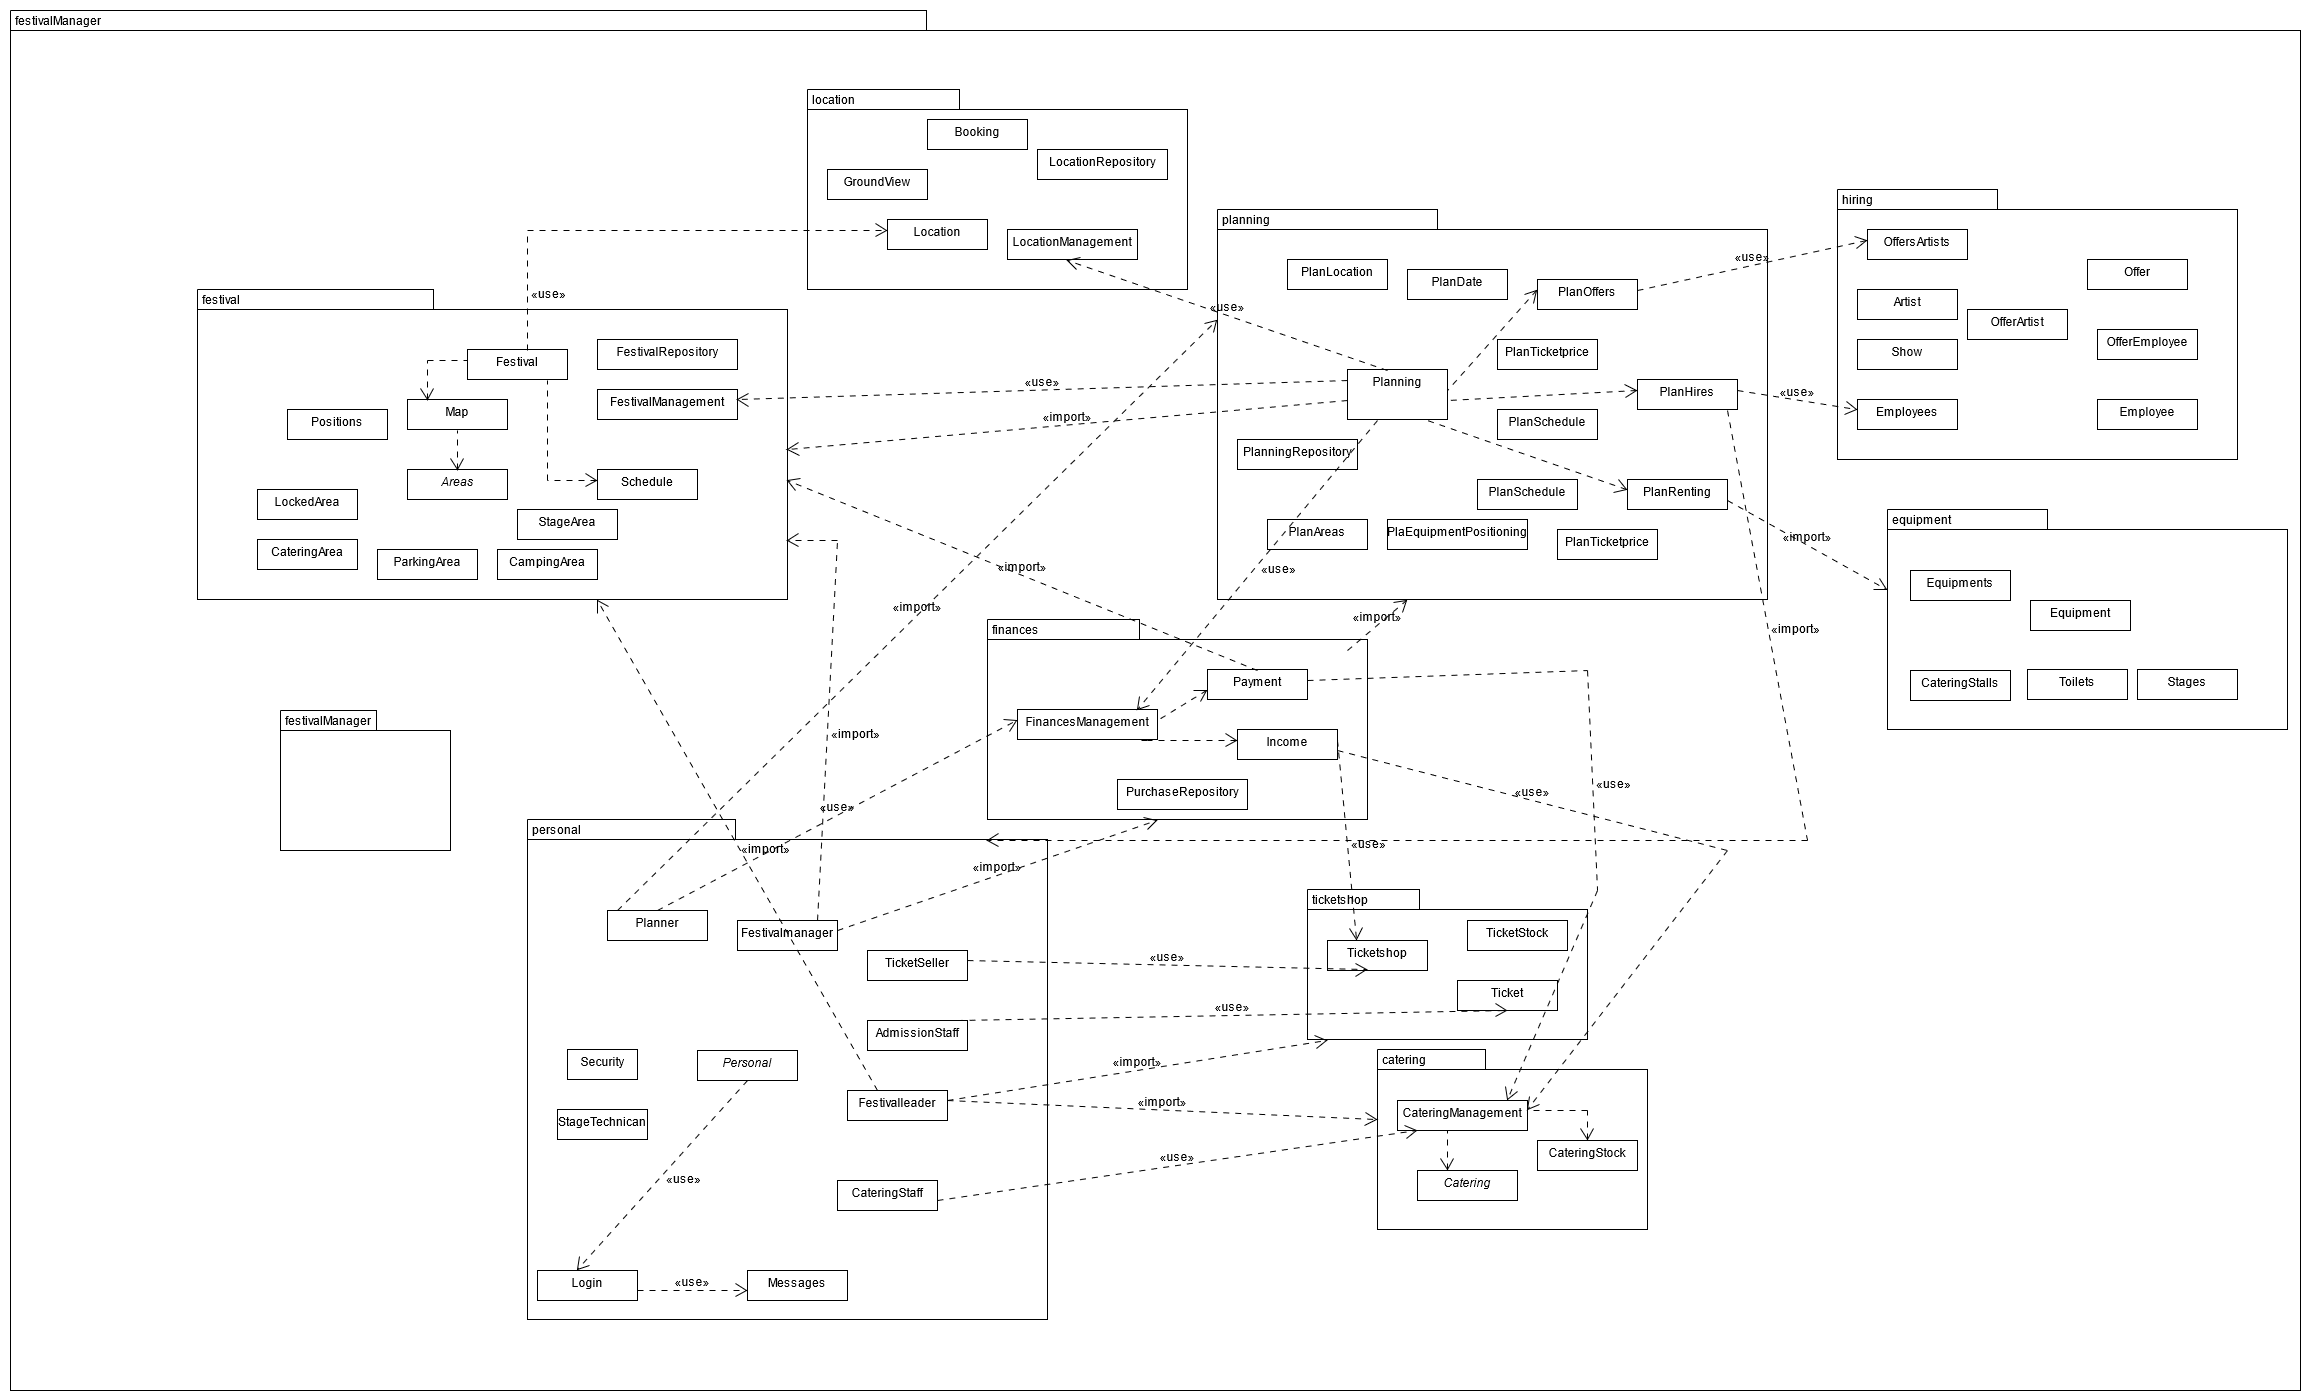 festivalManager
location
Booking
LocationRepository
GroundView
Location
LocationManagement
hiring
OffersArtists
Offer
Artist
OfferArtist
OfferEmployee
Show
Employees
Employee
planning
PlanLocation
PlanDate
PlanOffers
PlanTicketprice
Planning
PlanHires
PlanSchedule
PlanningRepository
PlanSchedule
PlanRenting
PlanAreas
PlaEquipmentPositioning
PlanTicketprice
festival
Festival
FestivalRepository
FestivalManagement
Map
Positions
Areas
Schedule
LockedArea
StageArea
CateringArea
ParkingArea
CampingArea
equipment
Equipments
Equipment
CateringStalls
Toilets
Stages
finances
Payment
FinancesManagement
Income
PurchaseRepository
festivalManager
personal
Planner
Festivalmanager
TicketSeller
AdmissionStaff
Security
Personal
Festivalleader
StageTechnican
CateringStaff
Login
Messages
ticketshop
Ticketshop
TicketStock
Ticket
catering
CateringManagement
CateringStock
Catering
«use»
«use»
«use»
«use»
«import»
«use»
«use»
«import»
«import»
«import»
«import»
«import»
«import»
«use»
«import»
«use»
«use»
«use»
«use»
«import»
«import»
«use»
«use»
«import»
«import»
«use»
«use»
«use»